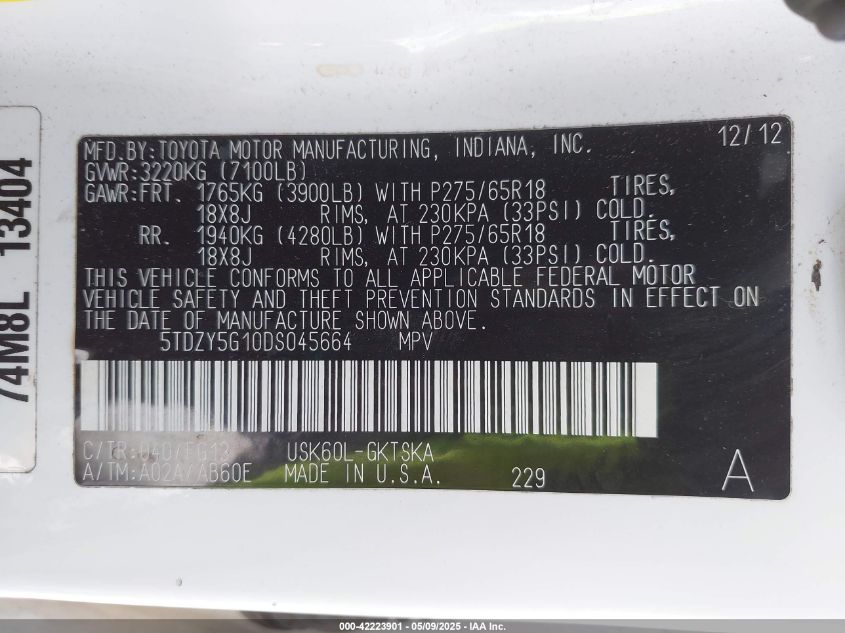 MFD.BY:TOYOTA MOTOR MANUFACTURING, INDIANA, INC. 12/12
GVWR:3220KG (7100LB)
GAWR:FRT. 1765KG (3900LB) WITH P275/65R18 TIRES,
18X8J RIMS, AT 230KPA (33PSI) COLD.
RR. 1940KG (4280LB) WITH P275/65R18 TIRES,
18X8J RIMS, AT 230KPA (33PSI) COLD.
THIS VEHICLE CONFORMS TO ALL APPLICABLE FEDERAL MOTOR
VEHICLE SAFETY AND THEFT PREVENTION STANDARDS IN EFFECT ON
THE DATE OF MANUFACTURE SHOWN ABOVE.
5TDZY5G10DS045664 MPV
C/TR:040/FG13 USK60L-GKTSKA
A/TM:A02A/AB60E MADE IN U.S.A. 229 A
74M8L 13404
000-42223901 - 05/09/2025 - IAA Inc.